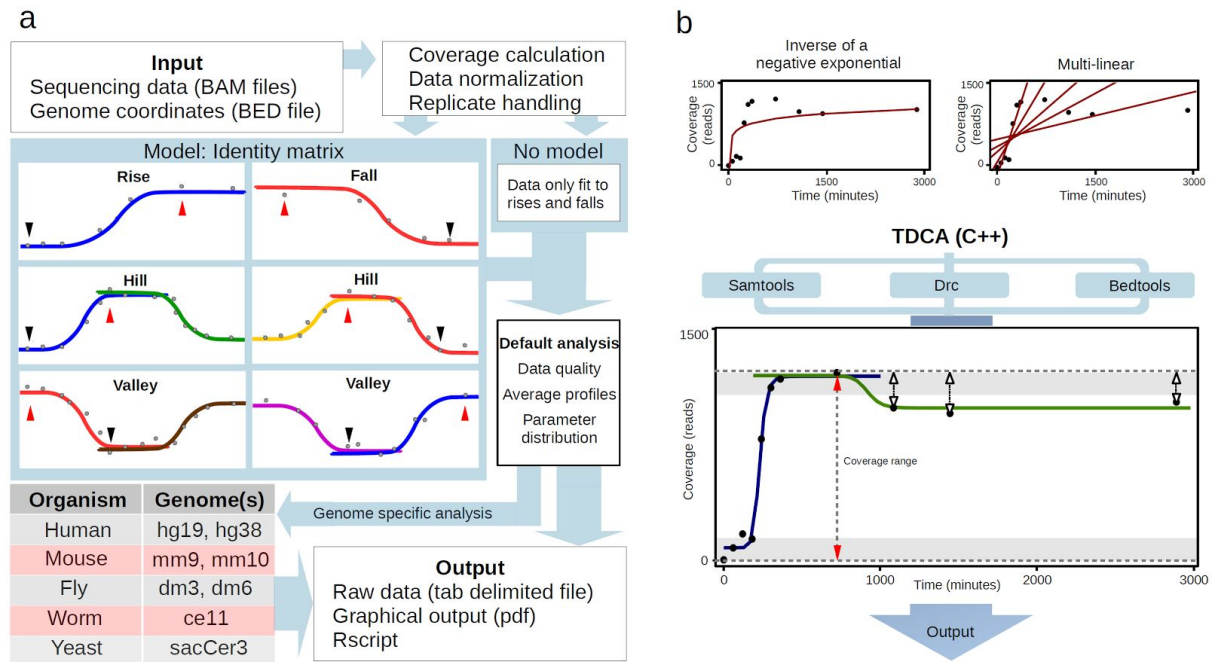 a
Input
Sequencing data (BAM files)
Genome coordinates (BED file)
Coverage calculation
Data normalization
Replicate handling
Model: Identity matrix
Rise
Fall
Hill
Hill
Valley
Valley
No model
Data only fit to
rises and falls
Default analysis
Data quality
Average profiles
Parameter
distribution
Genome specific analysis
Organism Genome(s)
Human hg19, hg38
Mouse mm9, mm10
Fly dm3, dm6
Worm ce11
Yeast sacCer3
Output
Raw data (tab delimited file)
Graphical output (pdf)
Rscript
b
Inverse of a
negative exponential
1500
Coverage
(reads)
0
0 1500 3000
Time (minutes)
Multi-linear
1500
Coverage
(reads)
0
0 1500 3000
Time (minutes)
TDCA (C++)
Samtools
Drc
Bedtools
1500
Coverage (reads)
Coverage range
0
0 1000 2000 3000
Time (minutes)
Output